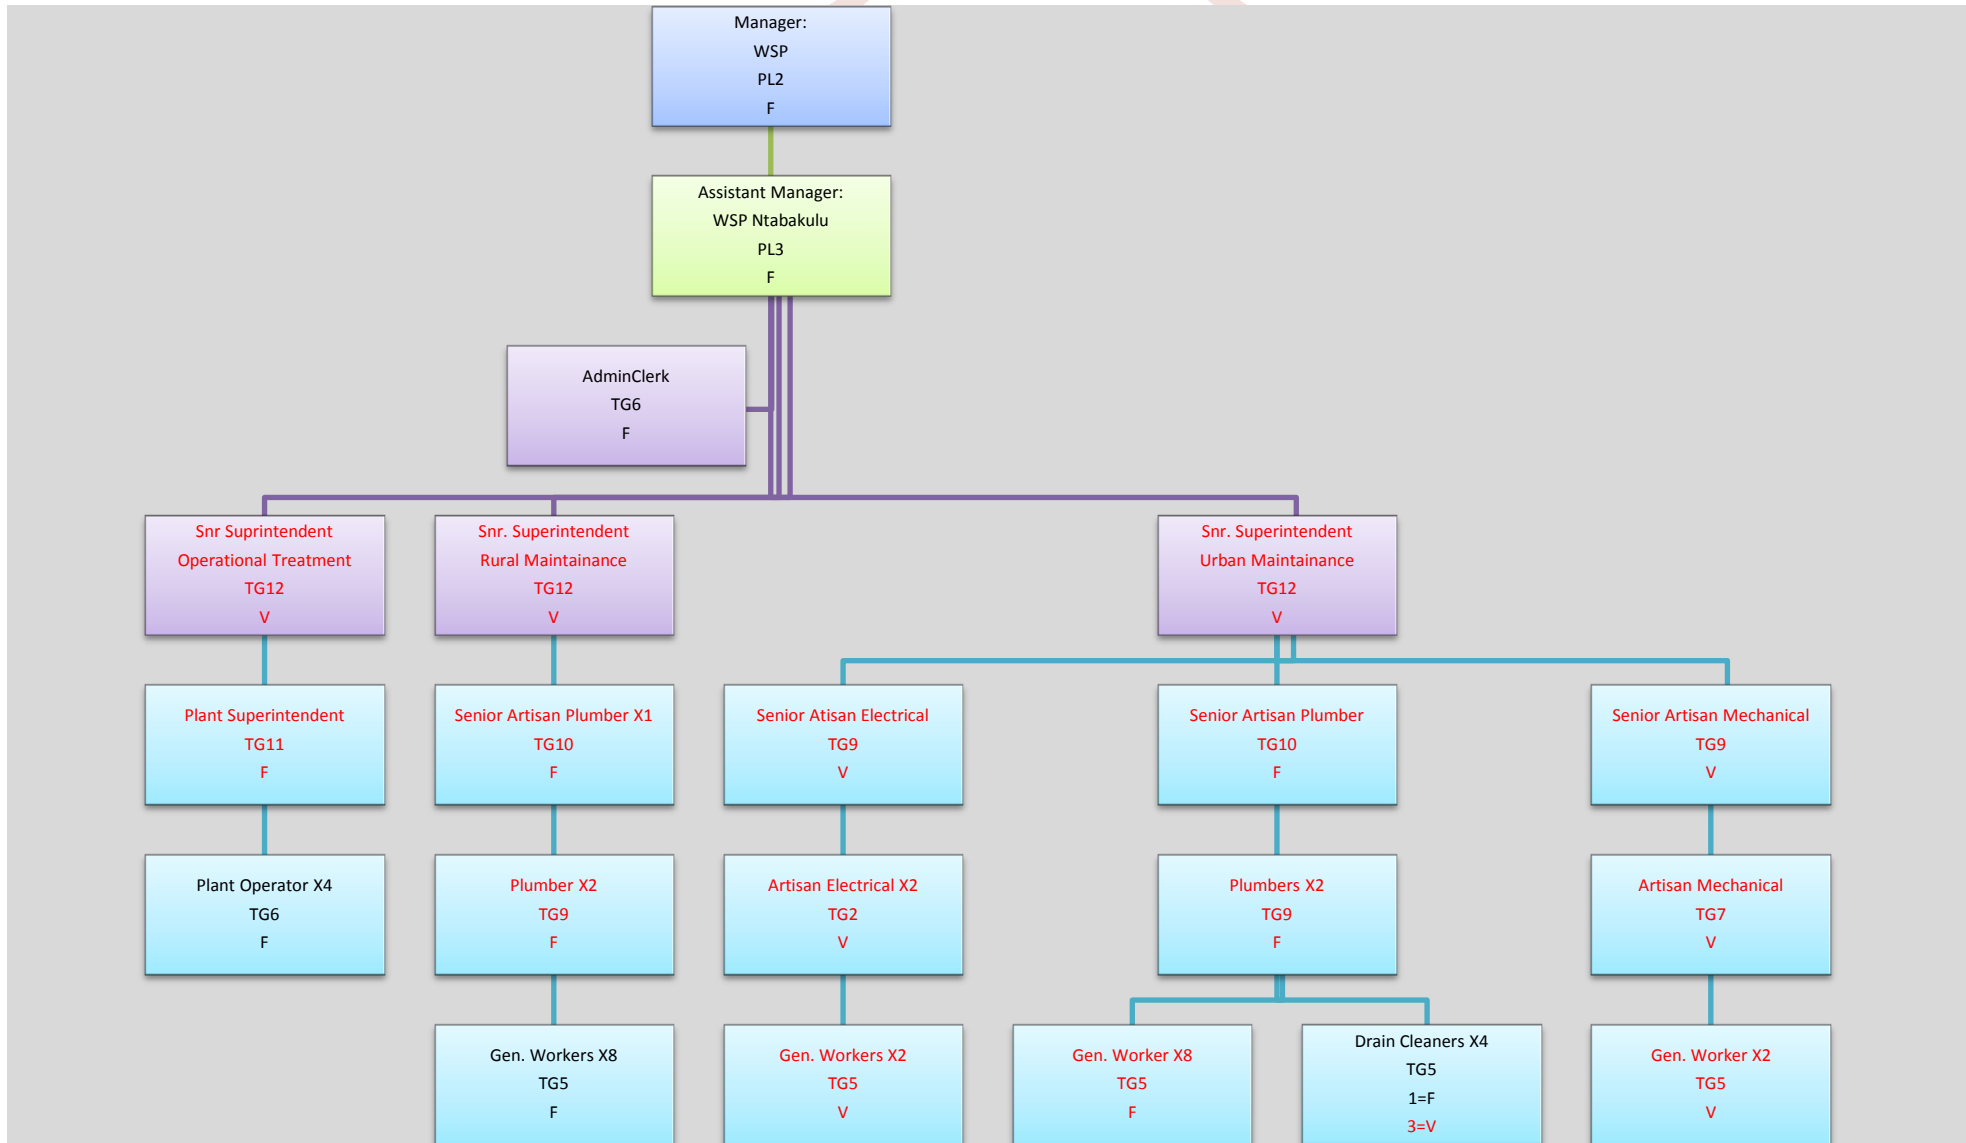 Manager:
WSP
PL2
F
Assistant Manager:
WSP Ntabakulu
PL3
F
AdminClerk
TG6
F
Snr Suprintendent
Operational Treatment
TG12
V
Snr. Superintendent
Rural Maintainance
TG12
V
Snr. Superintendent
Urban Maintainance
TG12
V
Plant Superintendent
TG11
F
Senior Artisan Plumber X1
TG10
F
Senior Atisan Electrical
TG9
V
Senior Artisan Plumber
TG10
F
Senior Artisan Mechanical
TG9
V
Plant Operator X4
TG6
F
Plumber X2
TG9
F
Artisan Electrical X2
TG2
V
Plumbers X2
TG9
F
Artisan Mechanical
TG7
V
Gen. Workers X8
TG5
F
Gen. Workers X2
TG5
V
Gen. Worker X8
TG5
F
Drain Cleaners X4
TG5
1=F
3=V
Gen. Worker X2
TG5
V